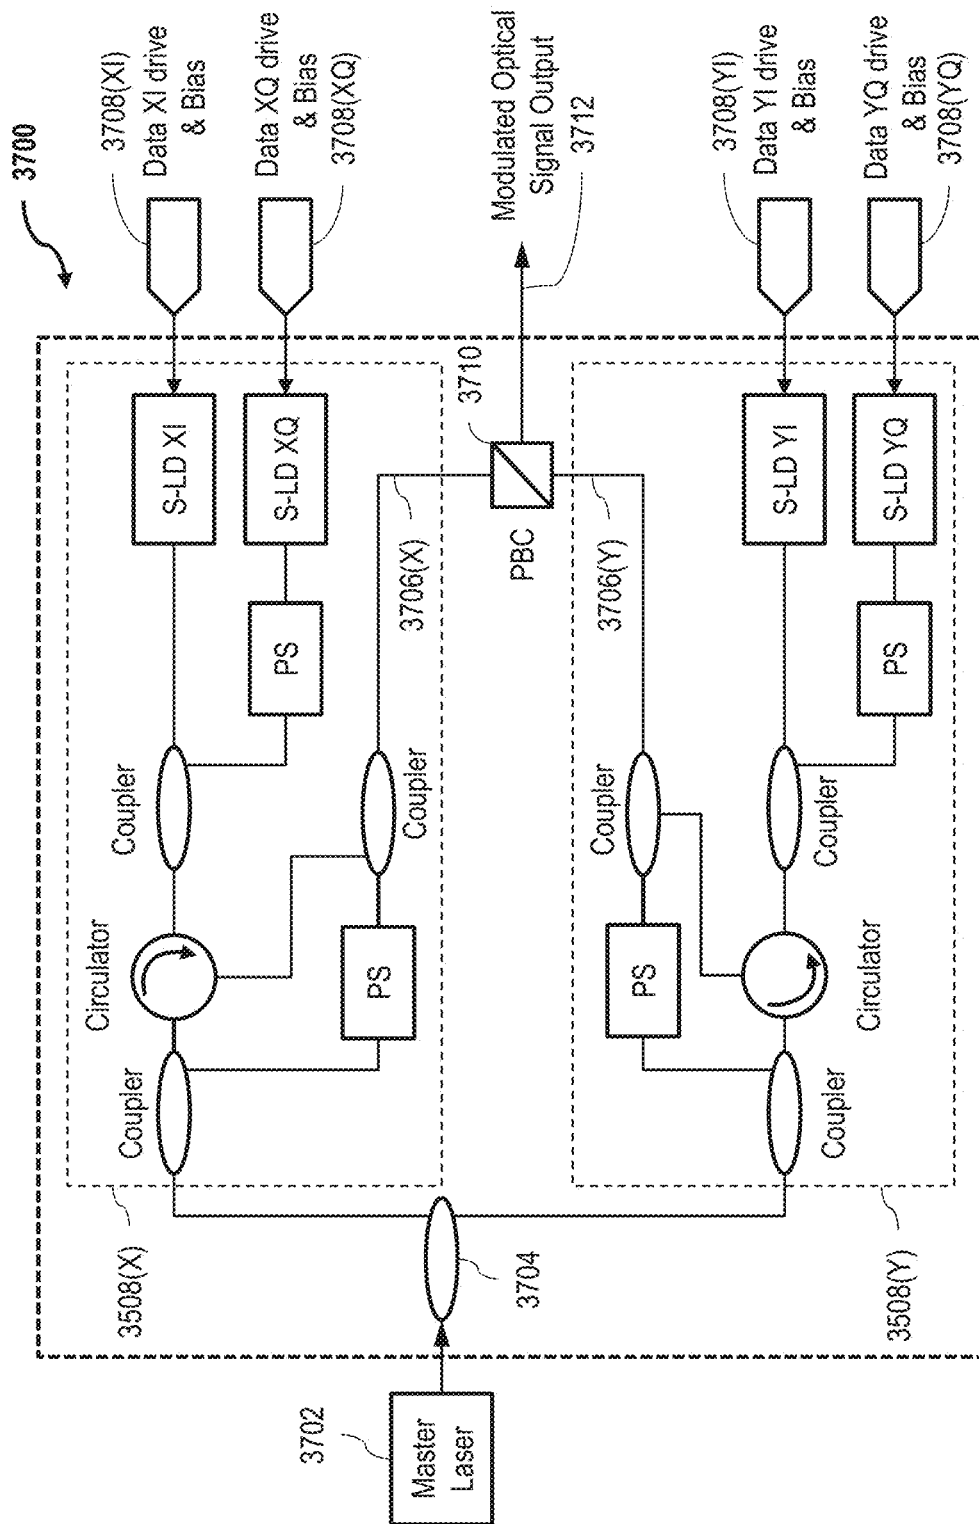 3700
3708(XI)
Data XI drive
& Bias
Data XQ drive
& Bias
3708(XQ)
S-LD XI
S-LD XQ
PS
Coupler
Circulator
Coupler
PS
Coupler
3508(X)
3706(X)
3710
PBC
Modulated Optical
Signal Output
3712
3702
Master
Laser
3704
3706(Y)
Coupler
PS
Coupler
Circulator
Coupler
PS
S-LD YI
S-LD YQ
3508(Y)
3708(YI)
Data YI drive
& Bias
Data YQ drive
& Bias
3708(YQ)